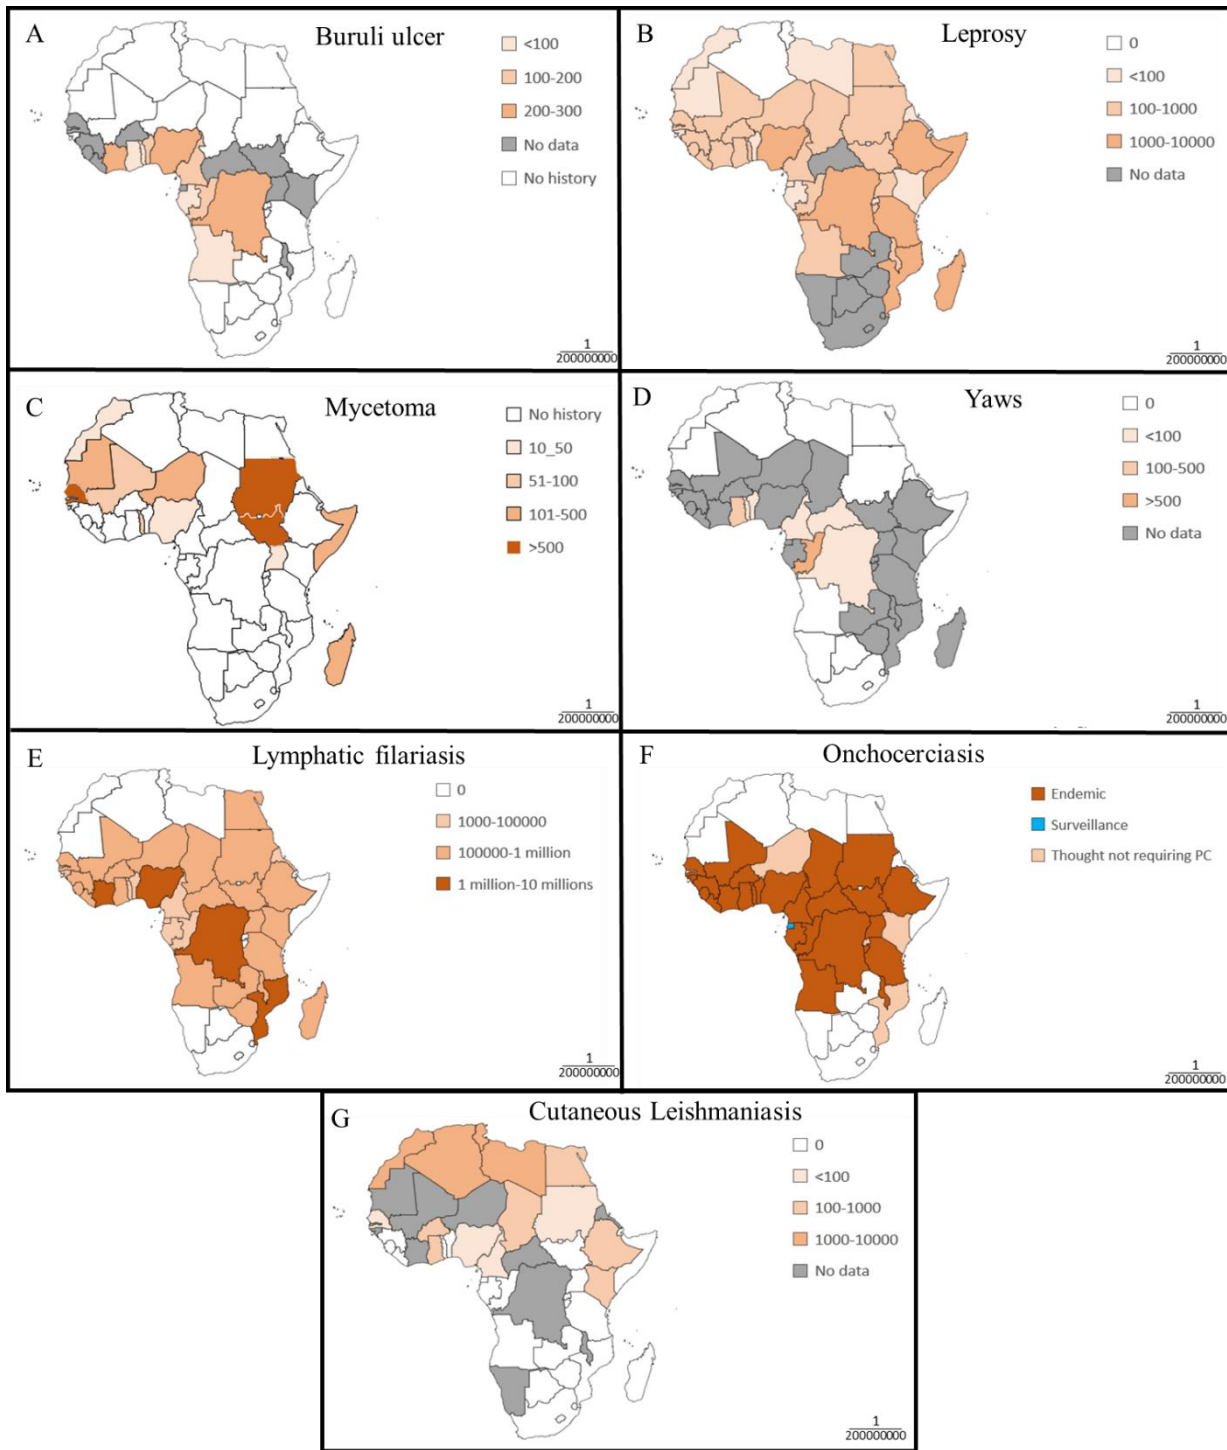 A
Buruli ulcer
<100
100-200
200-300
No data
No history
1
200000000
B
Leprosy
0
<100
100-1000
1000-10000
No data
1
200000000
C
Mycetoma
No history
10_50
51-100
101-500
>500
1
200000000
D
Yaws
0
<100
100-500
>500
No data
1
200000000
E
Lymphatic filariasis
0
1000-100000
100000-1 million
1 million-10 millions
1
200000000
F
Onchocerciasis
Endemic
Surveillance
Thought not requiring PC
1
200000000
G
Cutaneous Leishmaniasis
0
<100
100-1000
1000-10000
No data
1
200000000